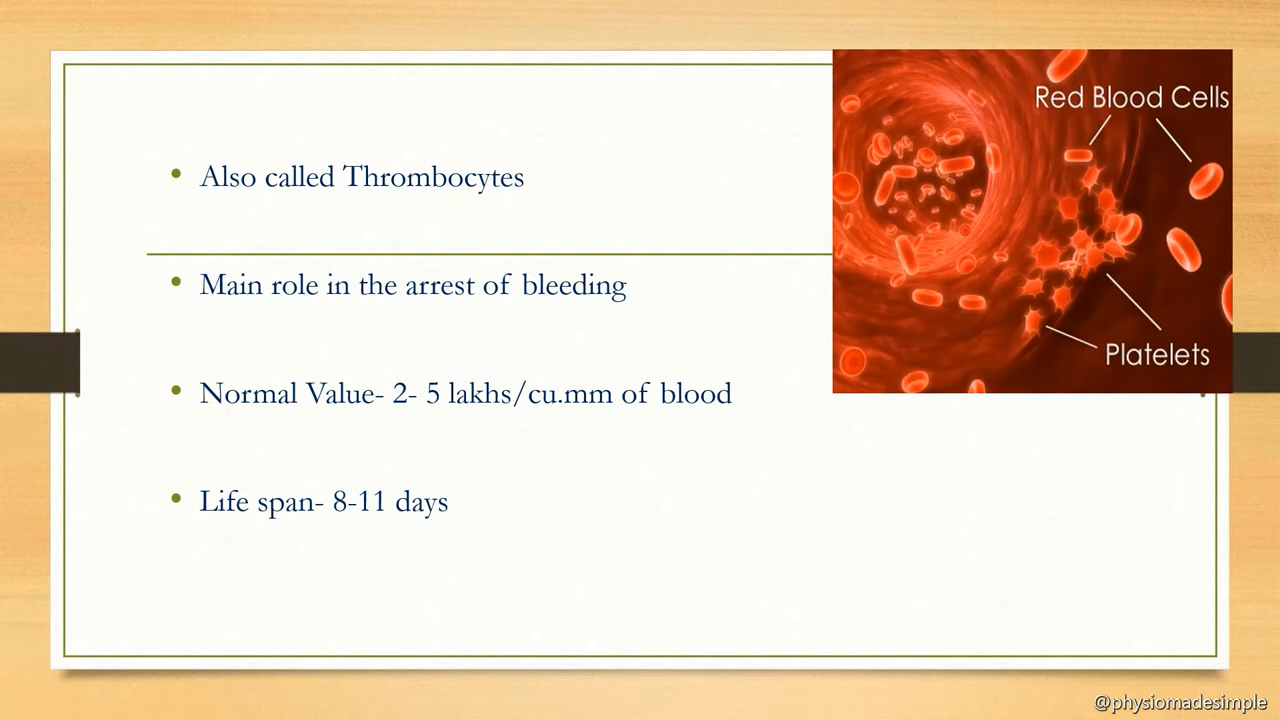 • Also called Thrombocytes
• Main role in the arrest of bleeding
• Normal Value- 2- 5 lakhs/cu.mm of blood
• Life span- 8-11 days
Red Blood Cells
Platelets
@physiomadesimple